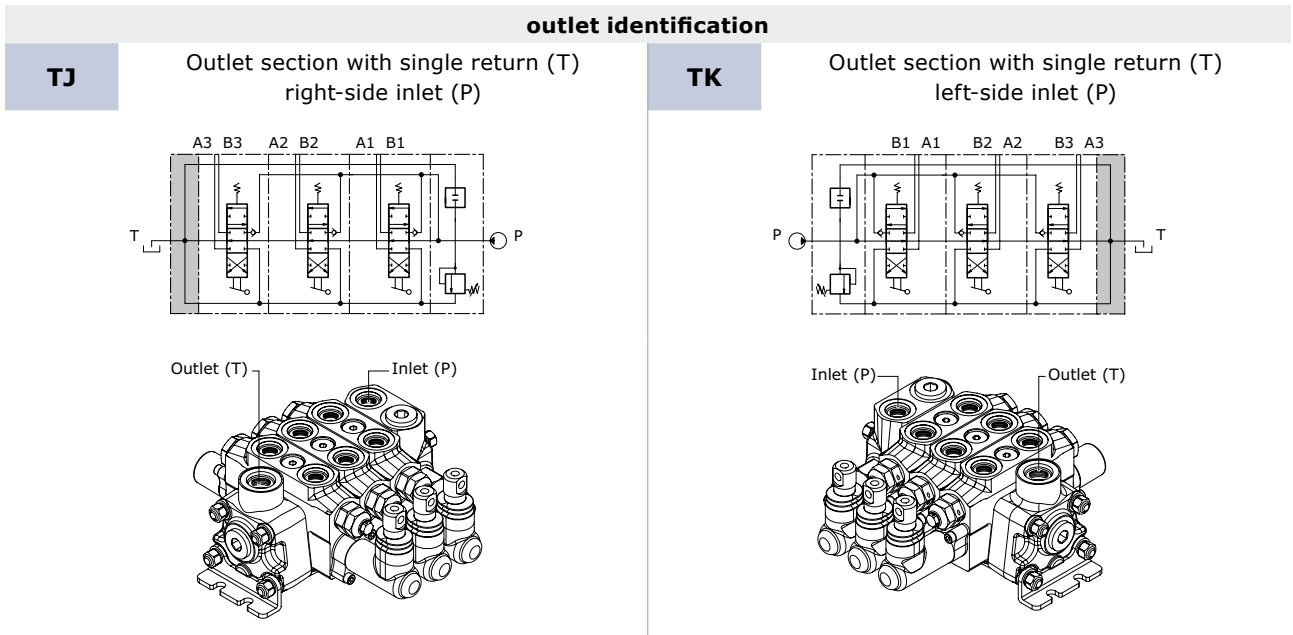 outlet identification
TJ
Outlet section with single return (T)
right-side inlet (P)
A3 B3 A2 B2 A1 B1
T
P
Outlet (T)
Inlet (P)
TK
Outlet section with single return (T)
left-side inlet (P)
B1 A1 B2 A2 B3 A3
P
T
Inlet (P)
Outlet (T)